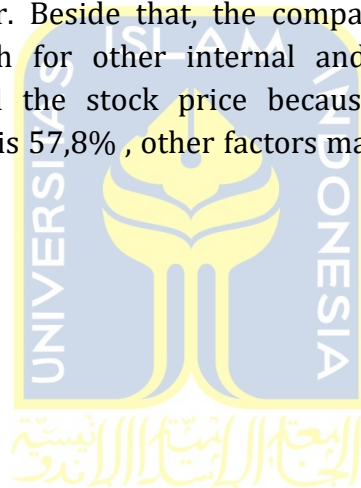 r. Beside that, the compa
h for other internal and
l the stock price becaus
is 57,8% , other factors ma
ISLAM
UNIVERSITAS
INDONESIA